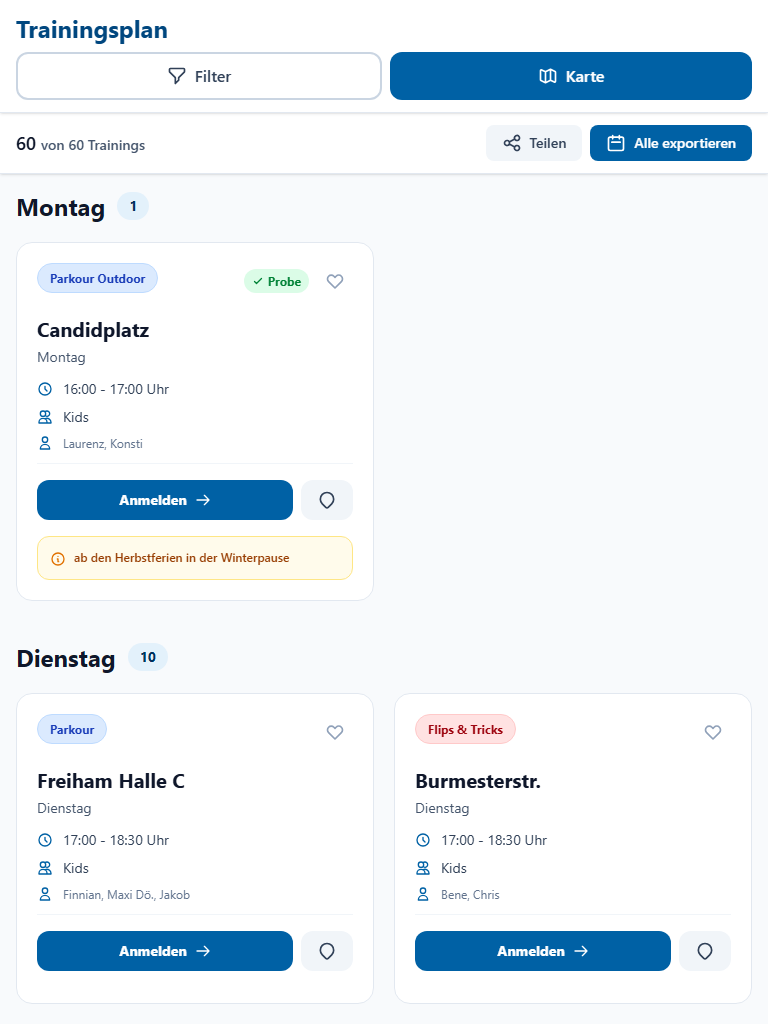 Trainingsplan
Filter
Karte
60 von 60 Trainings
Teilen
Alle exportieren
Montag 1
Parkour Outdoor
Probe
Candidplatz
Montag
16:00 - 17:00 Uhr
Kids
Laurenz, Konsti
Anmelden
ab den Herbstferien in der Winterpause
Dienstag 10
Parkour
Freiham Halle C
Dienstag
17:00 - 18:30 Uhr
Kids
Finnian, Maxi Dö., Jakob
Anmelden
Flips & Tricks
Burmesterstr.
Dienstag
17:00 - 18:30 Uhr
Kids
Bene, Chris
Anmelden